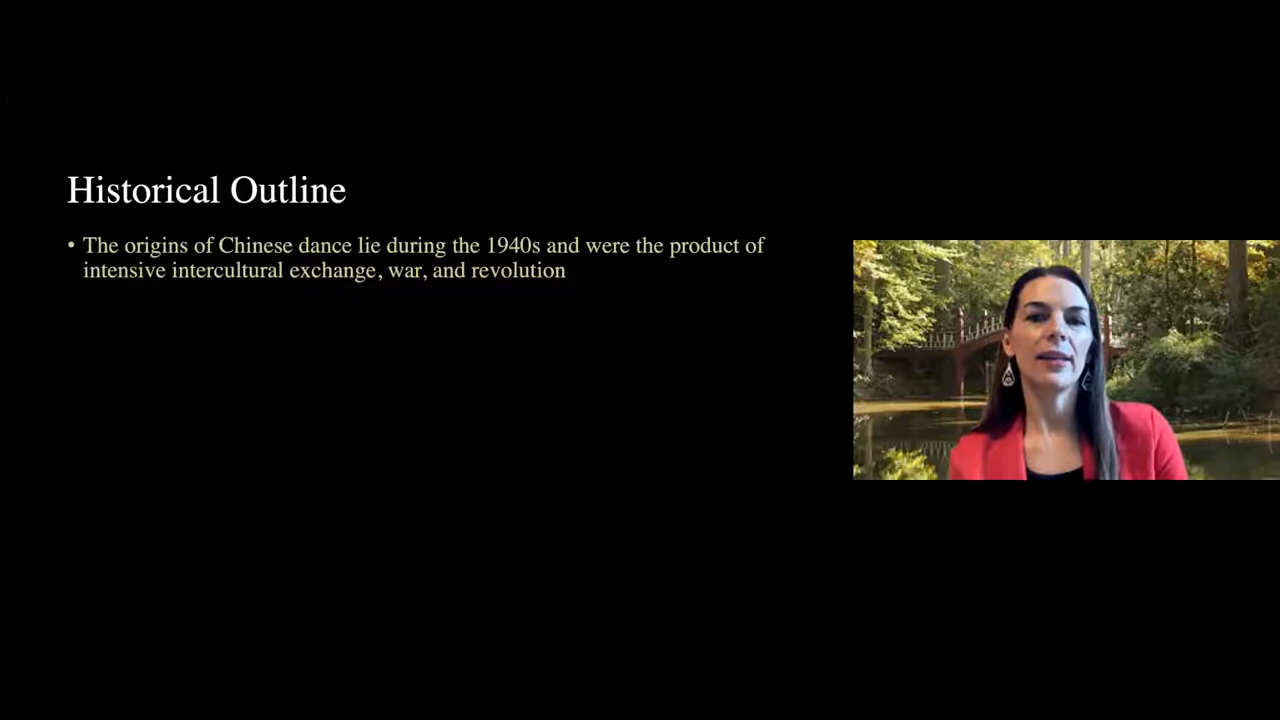 Historical Outline
• The origins of Chinese dance lie during the 1940s and were the product of
intensive intercultural exchange, war, and revolution